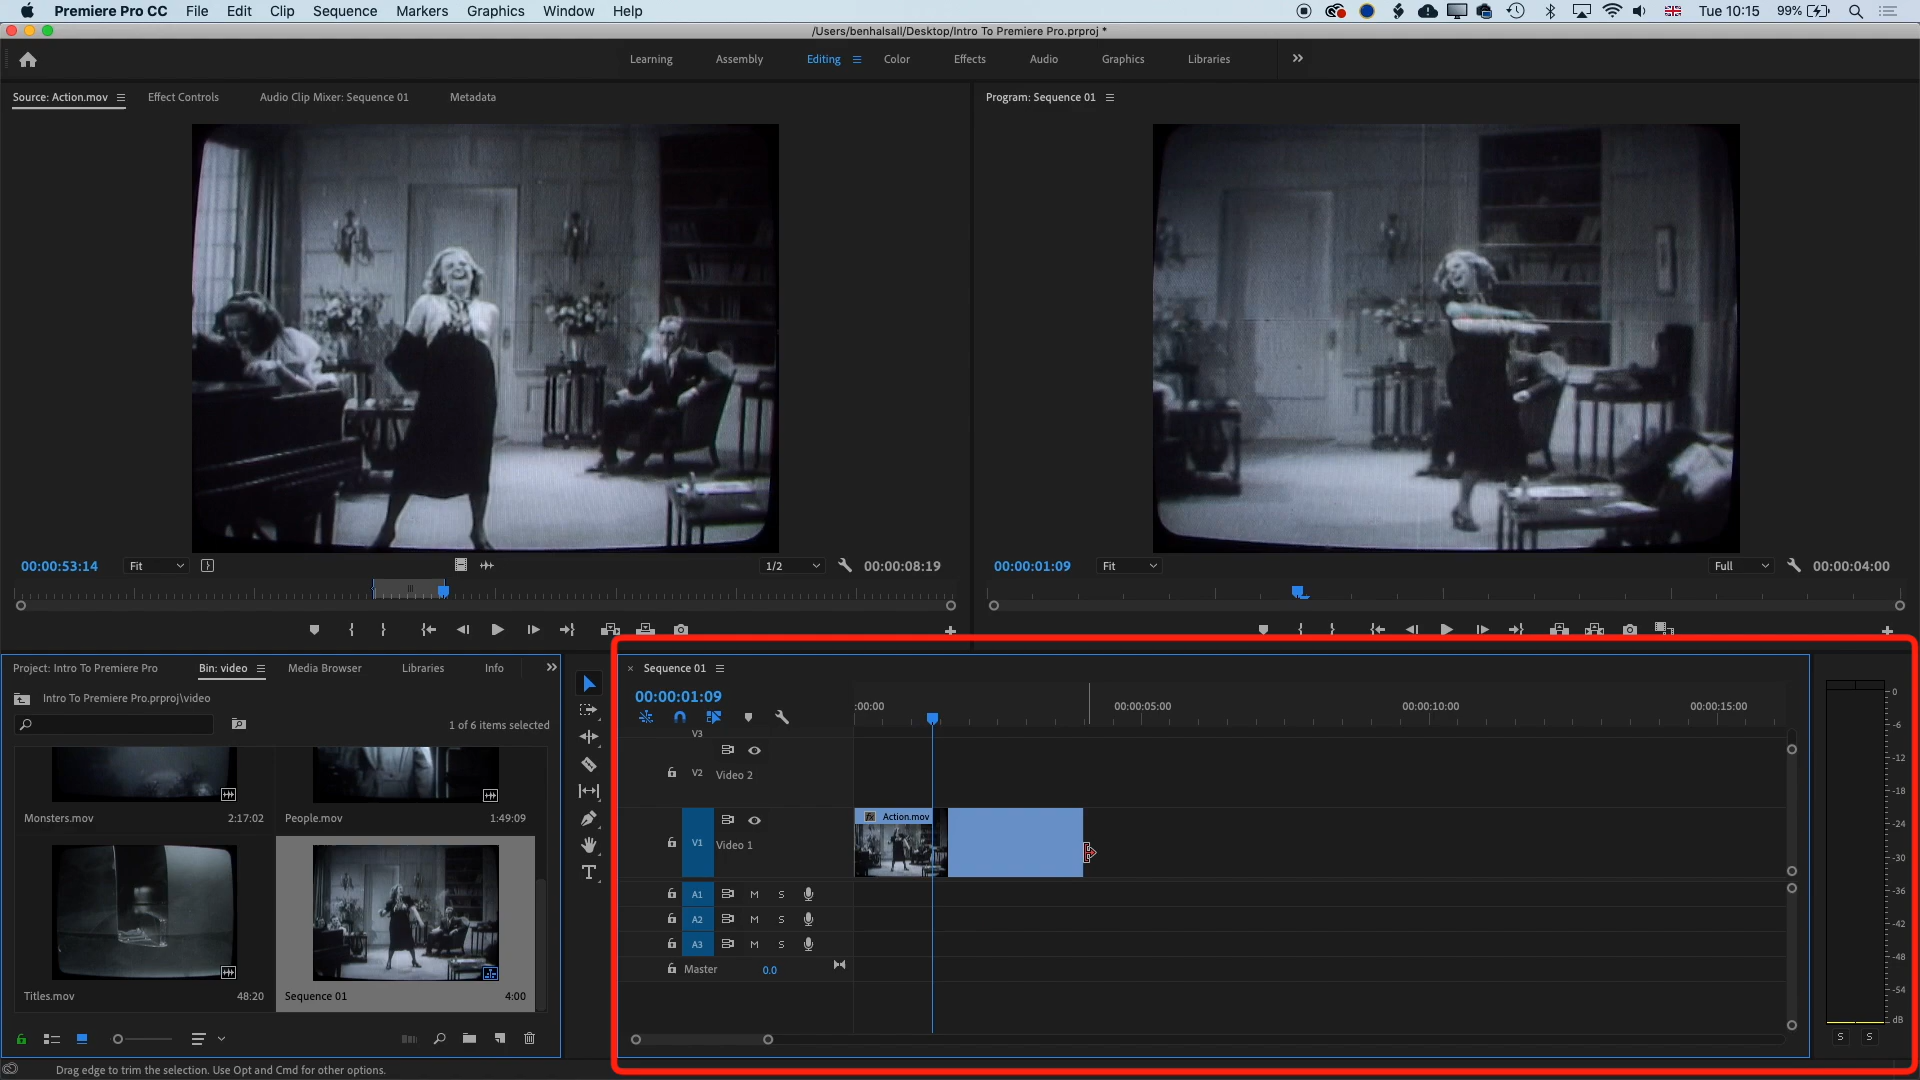 Premiere Pro CC File Edit Clip Sequence Markers Graphics Window Help Tue 10:15 99%
/Users/benhalsall/Desktop/Intro To Premiere Pro.prproj *
Learning Assembly Editing Color Effects Audio Graphics Libraries
Source: Action.mov Effect Controls Audio Clip Mixer: Sequence 01 Metadata
Program: Sequence 01
00:00:53:14 Fit 1/2 00:00:08:19
00:00:01:09 Fit Full 00:00:04:00
Project: Intro To Premiere Pro Bin: video Media Browser Libraries Info
Intro To Premiere Pro.prproj\video
1 of 6 items selected
Monsters.mov 2:17:02
People.mov 1:49:09
Titles.mov 48:20
Sequence 01 4:00
T
Sequence 01
00:00:01:09
:00:00 00:00:05:00 00:00:10:00 00:00:15:00
V3
V2 Video 2
fx Action.mov
V1 Video 1
A1 M S
A2 M S
A3 M S
Master 0.0
0
-6
-12
-18
-24
-30
-36
-42
-48
-54
dB
S S
Drag edge to trim the selection. Use Opt and Cmd for other options.